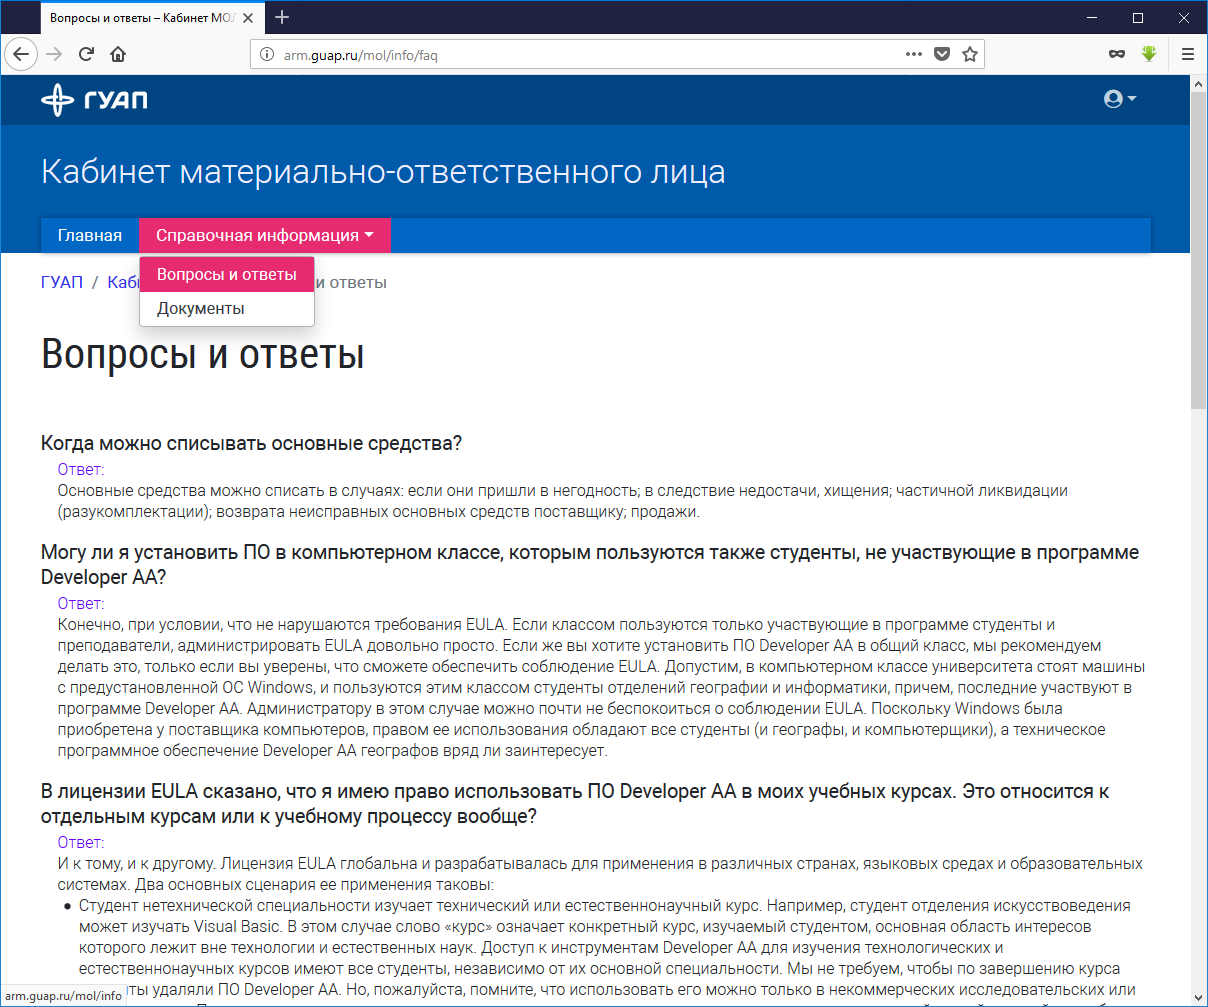 Вопросы и ответы – Кабинет МОЛ
arm.guap.ru/mol/info/faq
ГУАП
Кабинет материально-ответственного лица
Главная
Справочная информация
Вопросы и ответы
Документы
ГУАП / и ответы
Вопросы и ответы
Когда можно списывать основные средства?
Ответ:
Основные средства можно списать в случаях: если они пришли в негодность; в следствие недостачи, хищения; частичной ликвидации
(разукомплектации); возврата неисправных основных средств поставщику; продажи.
Могу ли я установить ПО в компьютерном классе, которым пользуются также студенты, не участвующие в программе
Developer AA?
Ответ:
Конечно, при условии, что не нарушаются требования EULA. Если классом пользуются только участвующие в программе студенты и
преподаватели, администрировать EULA довольно просто. Если же вы хотите установить ПО Developer AA в общий класс, мы рекомендуем
делать это, только если вы уверены, что сможете обеспечить соблюдение EULA. Допустим, в компьютерном классе университета стоят машины
с предустановленной ОС Windows, и пользуются этим классом студенты отделений географии и информатики, причем, последние участвуют в
программе Developer AA. Администратору в этом случае можно почти не беспокоиться о соблюдении EULA. Поскольку Windows была
приобретена у поставщика компьютеров, правом ее использования обладают все студенты (и географы, и компьютерщики), а техническое
программное обеспечение Developer AA географов вряд ли заинтересует.
В лицензии EULA сказано, что я имею право использовать ПО Developer AA в моих учебных курсах. Это относится к
отдельным курсам или к учебному процессу вообще?
Ответ:
И к тому, и к другому. Лицензия EULA глобальна и разрабатывалась для применения в различных странах, языковых средах и образовательных
системах. Два основных сценария ее применения таковы:
● Студент нетехнической специальности изучает технический или естественнонаучный курс. Например, студент отделения искусствоведения
может изучать Visual Basic. В этом случае слово «курс» означает конкретный курс, изучаемый студентом, основная область интересов
которого лежит вне технологии и естественных наук. Доступ к инструментам Developer AA для изучения технологических и
естественнонаучных курсов имеют все студенты, независимо от их основной специальности. Мы не требуем, чтобы по завершению курса
удаляли ПО Developer AA. Но, пожалуйста, помните, что использовать его можно только в некоммерческих исследовательских или
arm.guap.ru/mol/info